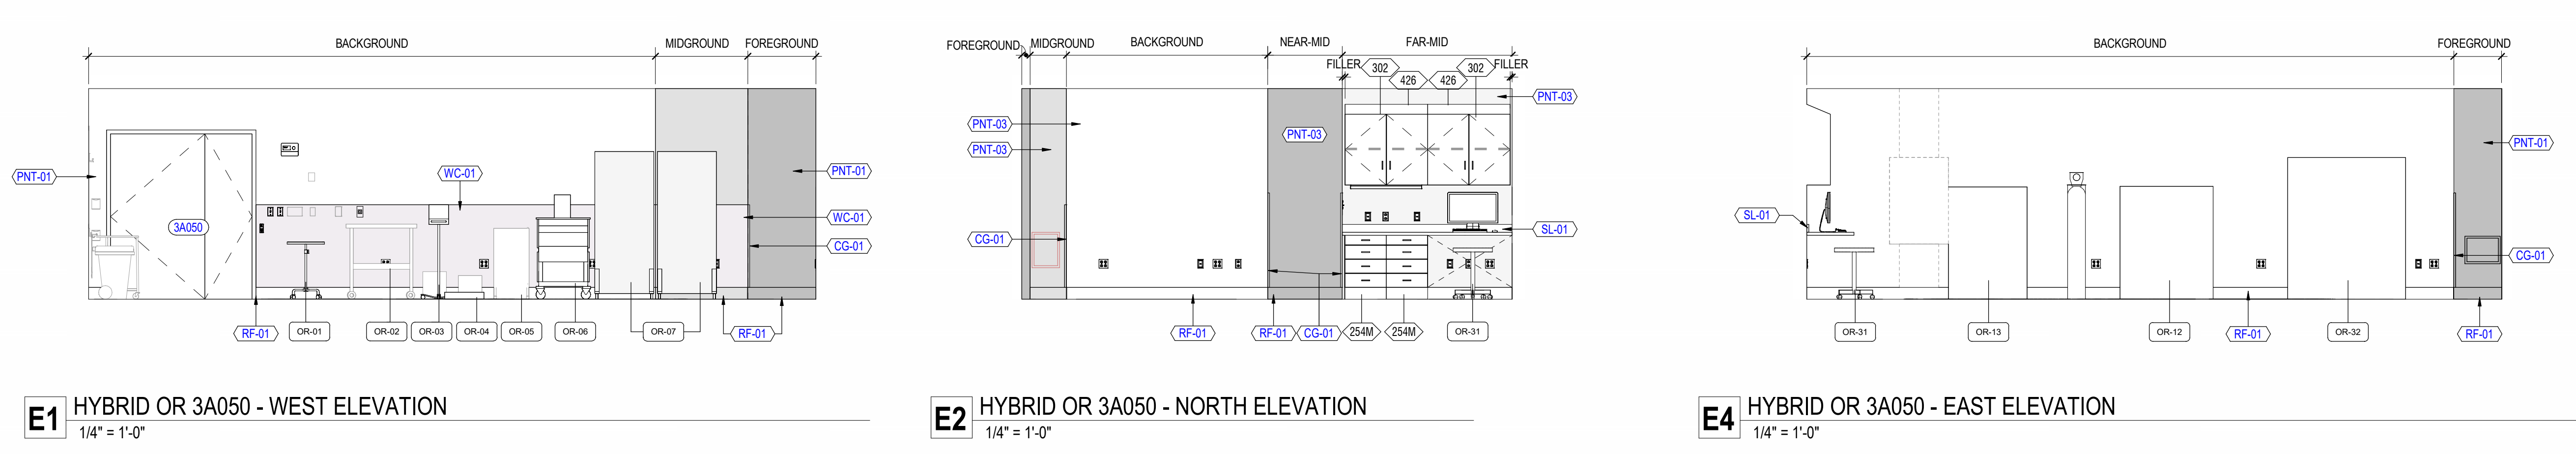 BACKGROUND MIDGROUND FOREGROUND
WC-01
PNT-01
PNT-01
3A050
WC-01
CG-01
RF-01 OR-01 OR-02 OR-03 OR-04 OR-05 OR-06 OR-07 RF-01
E1 HYBRID OR 3A050 - WEST ELEVATION
1/4" = 1'-0"
FOREGROUND MIDGROUND BACKGROUND NEAR-MID FAR-MID
FILLER 302 426 426 302 FILLER
PNT-03
PNT-03
PNT-03
PNT-03
CG-01
SL-01
RF-01 RF-01 CG-01 254M 254M OR-31
E2 HYBRID OR 3A050 - NORTH ELEVATION
1/4" = 1'-0"
BACKGROUND FOREGROUND
PNT-01
SL-01
CG-01
OR-31 OR-13 OR-12 RF-01 OR-32 RF-01
E4 HYBRID OR 3A050 - EAST ELEVATION
1/4" = 1'-0"